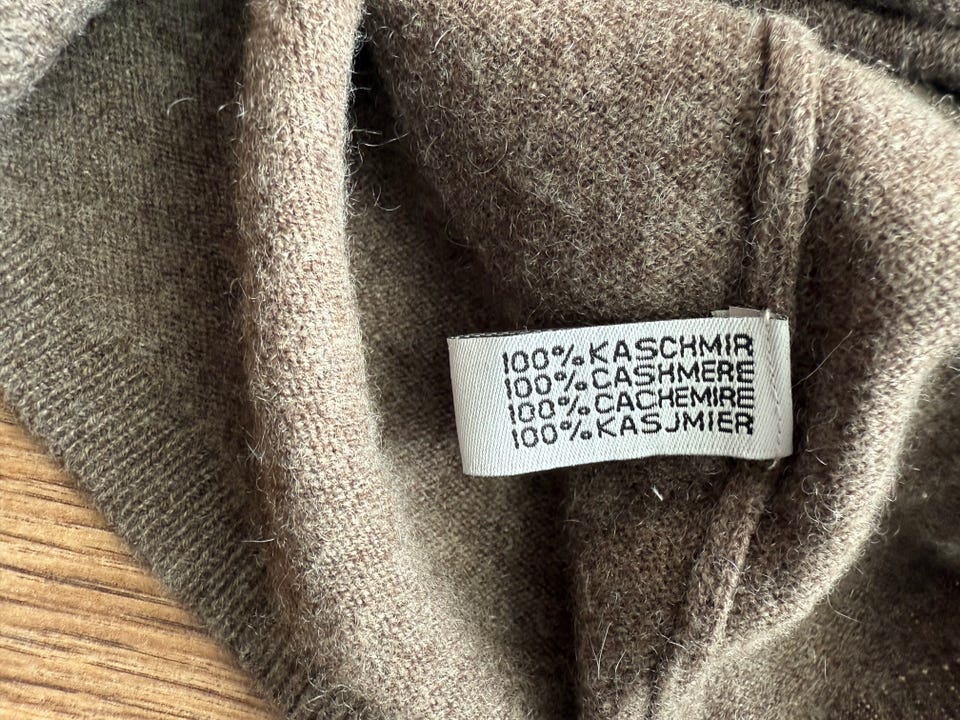 100% KASCHMIR
100% CASHMERE
100% CACHEMIRE
100% KASJMIER